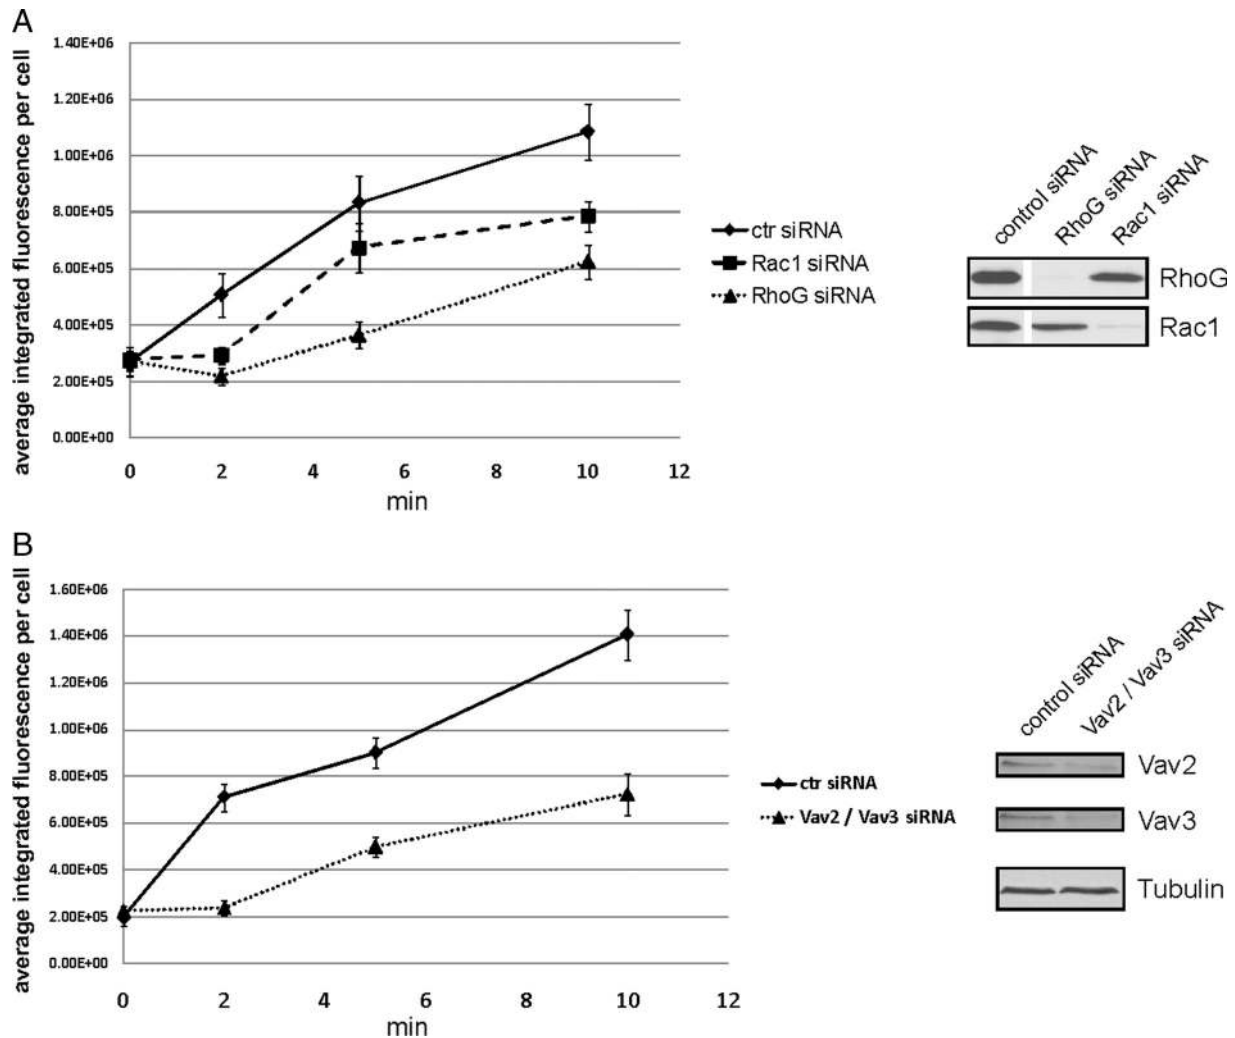 A
average integrated fluorescence per cell
1.40E+06
1.20E+06
1.00E+06
8.00E+05
6.00E+05
4.00E+05
2.00E+05
0.00E+00
0 2 4 6 8 10 12
min
ctr siRNA
Rac1 siRNA
RhoG siRNA
control siRNA
RhoG siRNA
Rac1 siRNA
RhoG
Rac1
B
average integrated fluorescence per cell
1.60E+06
1.40E+06
1.20E+06
1.00E+06
8.00E+05
6.00E+05
4.00E+05
2.00E+05
0.00E+00
0 2 4 6 8 10 12
min
ctr siRNA
Vav2 / Vav3 siRNA
control siRNA
Vav2 / Vav3 siRNA
Vav2
Vav3
Tubulin